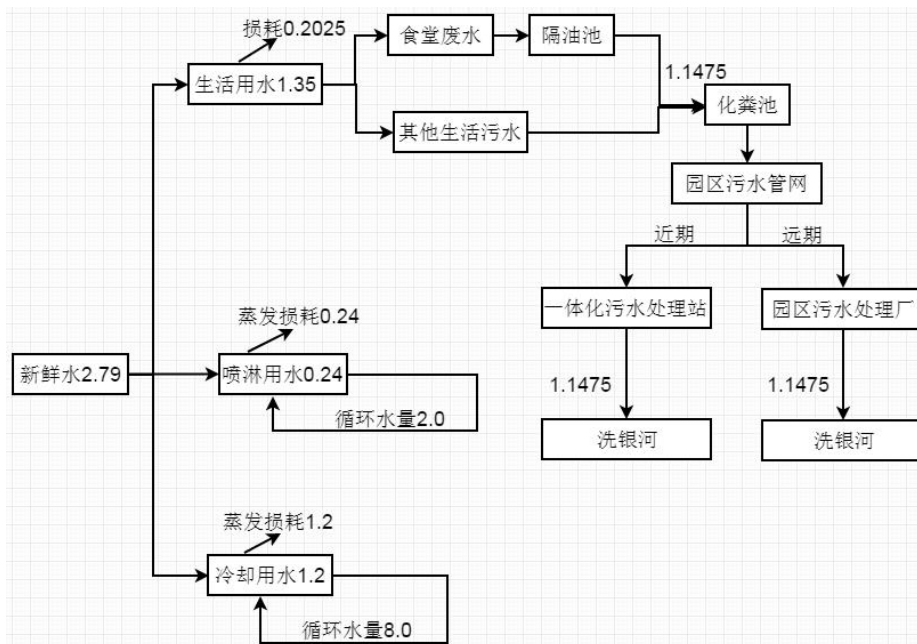 损耗0.2025
食堂废水
隔油池
生活用水1.35
1.1475
化粪池
其他生活污水
园区污水管网
近期
远期
一体化污水处理站
园区污水处理厂
蒸发损耗0.24
新鲜水2.79
喷淋用水0.24
1.1475
1.1475
循环水量2.0
洗银河
洗银河
蒸发损耗1.2
冷却用水1.2
循环水量8.0